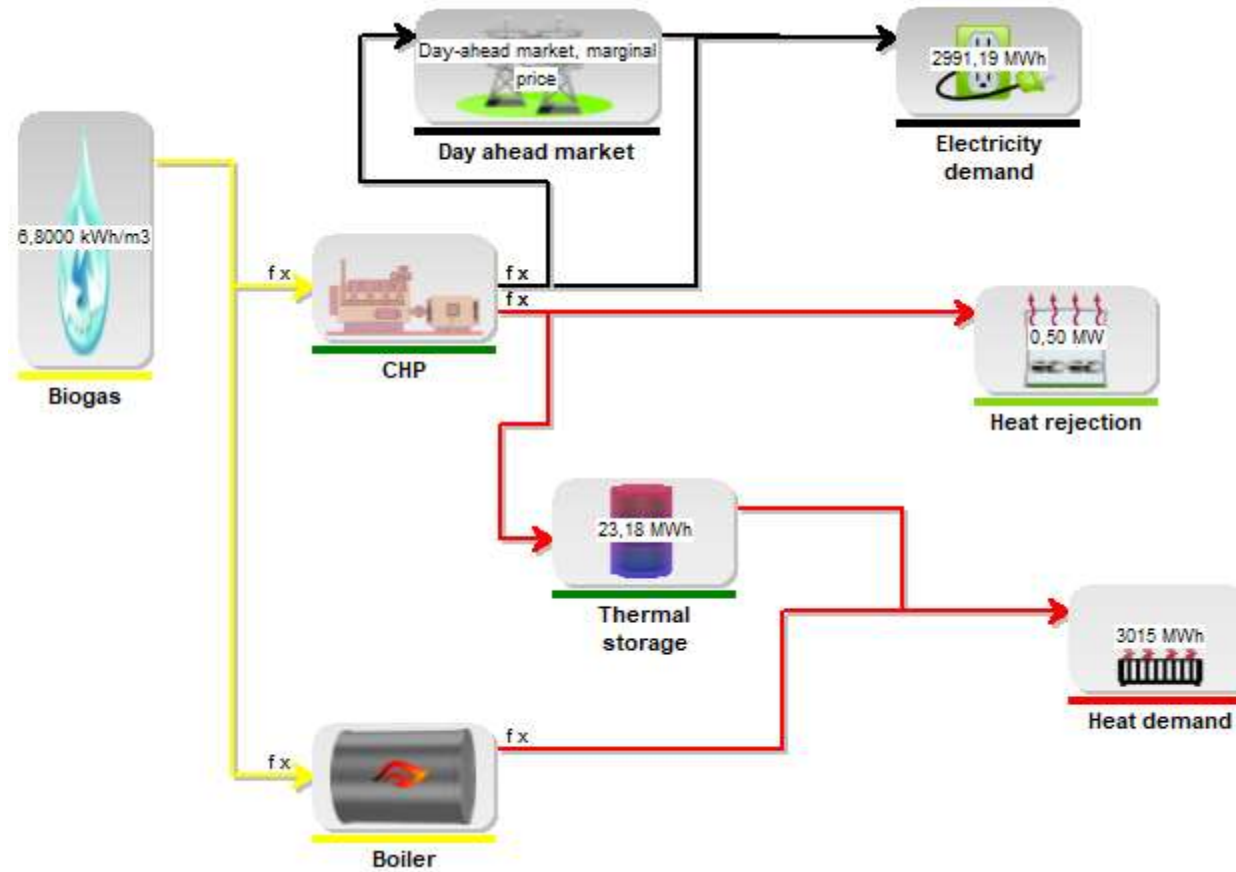 Day-ahead market, marginal
price
Day ahead market
2991,19 MWh
Electricity
demand
6,8000 kWh/m3
Biogas
f x
f x
f x
CHP
0,50 MW
Heat rejection
23,18 MWh
Thermal
storage
3015 MWh
Heat demand
f x
f x
Boiler